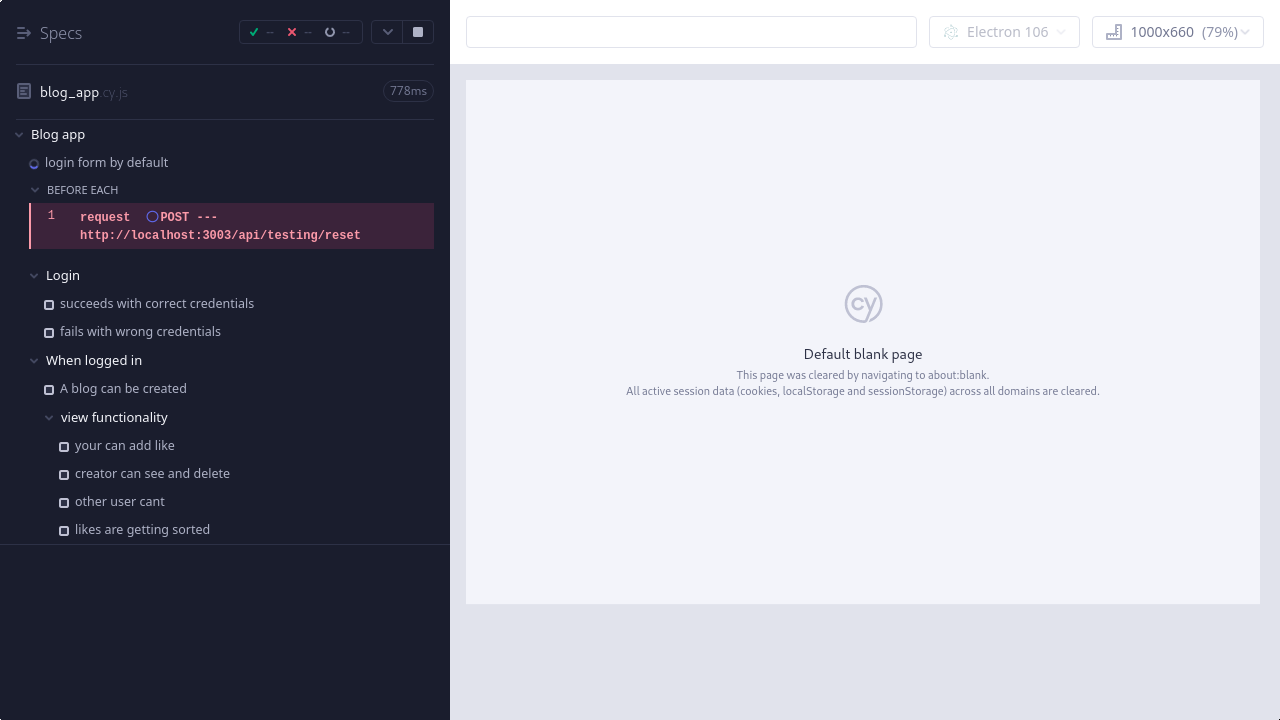 Specs
--
--
--
Electron 106
1000x660 (79%)
blog_app.cy.js
778ms
Blog app
login form by default
BEFORE EACH
1 request POST ---
http://localhost:3003/api/testing/reset
Login
succeeds with correct credentials
fails with wrong credentials
When logged in
A blog can be created
view functionality
your can add like
creator can see and delete
other user cant
likes are getting sorted
cy
Default blank page
This page was cleared by navigating to about:blank.
All active session data (cookies, localStorage and sessionStorage) across all domains are cleared.